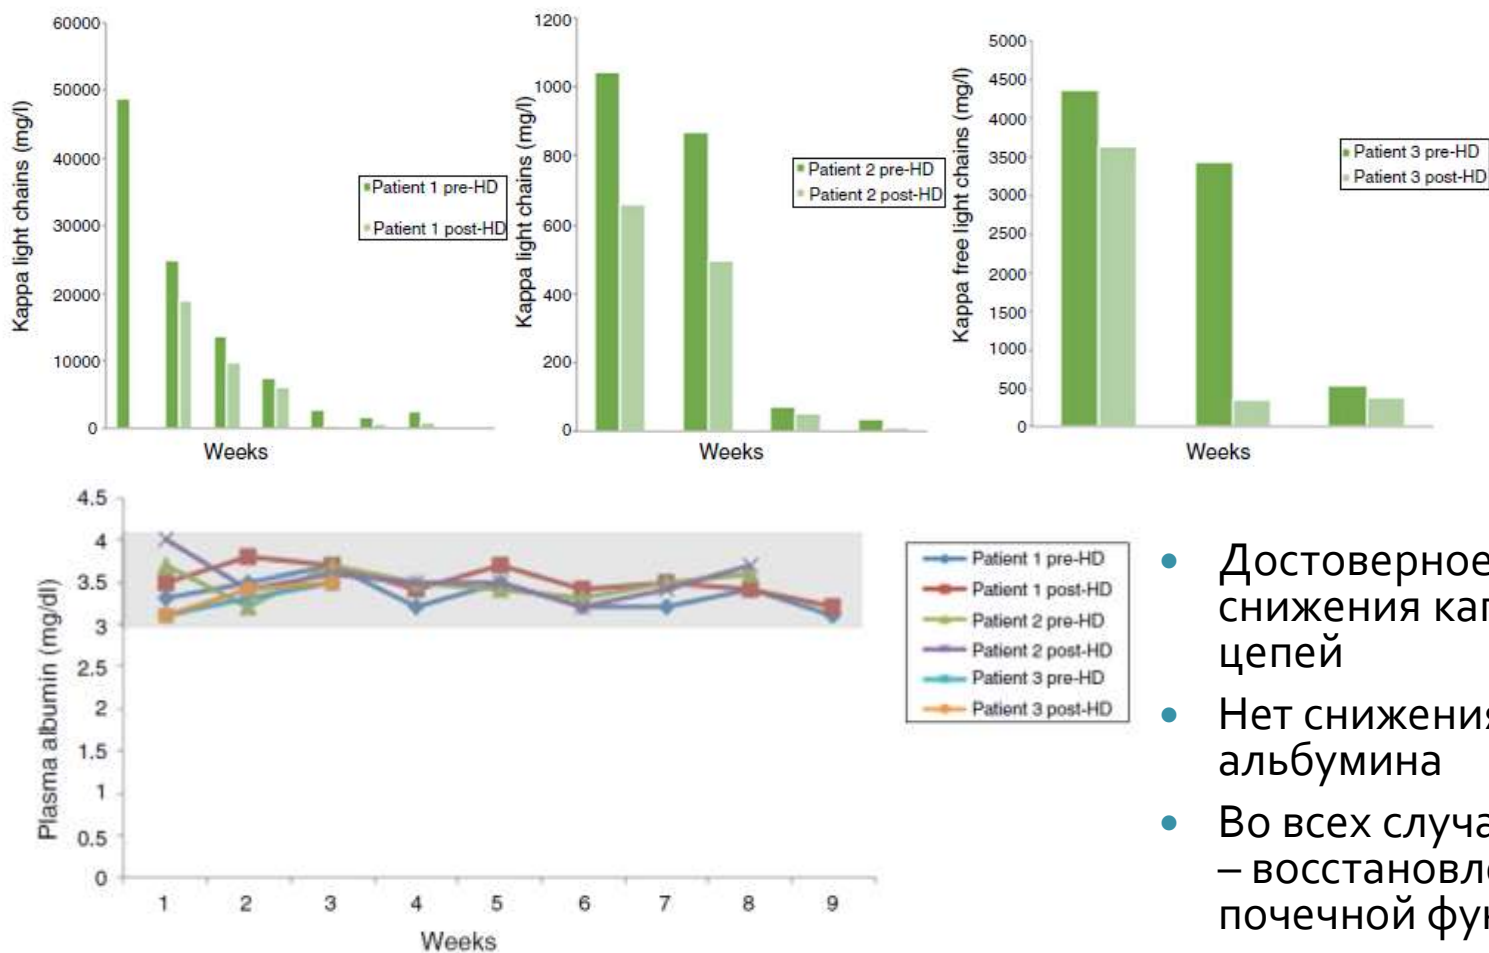 60000
50000
40000
30000
20000
10000
0
Kappa light chains (mg/l)
Weeks
Patient 1 pre-HD
Patient 1 post-HD
1200
1000
800
600
400
200
0
Kappa light chains (mg/l)
Weeks
Patient 2 pre-HD
Patient 2 post-HD
5000
4500
4000
3500
3000
2500
2000
1500
1000
500
0
Kappa free light chains (mg/l)
Weeks
Patient 3 pre-HD
Patient 3 post-HD
4.5
4
3.5
3
2.5
2
1.5
1
0.5
0
Plasma albumin (mg/dl)
1 2 3 4 5 6 7 8 9
Weeks
Patient 1 pre-HD
Patient 1 post-HD
Patient 2 pre-HD
Patient 2 post-HD
Patient 3 pre-HD
Patient 3 post-HD
• Достоверное
снижения
цепей
• Нет снижения
альбумина
• Во всех
–
почечной